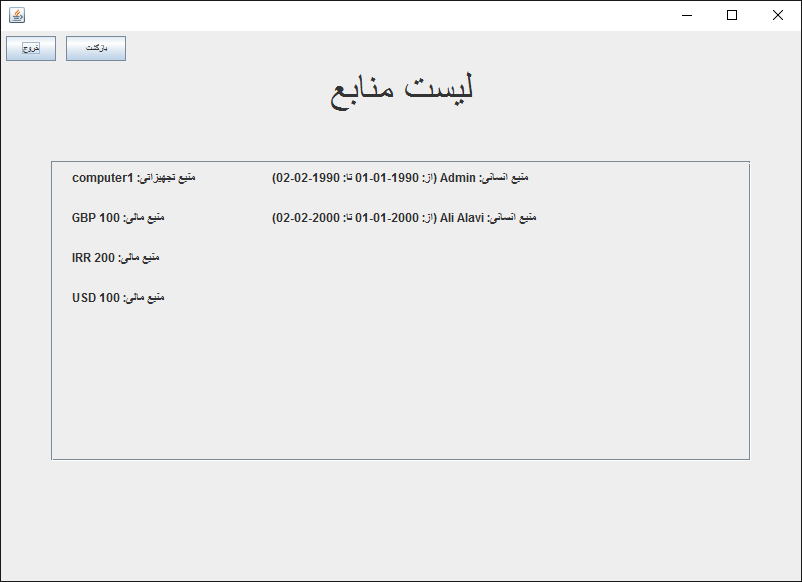 خروج
بازگشت
لیست منابع
منبع تجهیزاتی: computer1
منبع انسانی: Admin (از: 1990-01-01 تا: 1990-02-02)
منبع مالی: 100 GBP
منبع انسانی: Ali Alavi (از: 2000-01-01 تا: 2000-02-02)
منبع مالی: 200 IRR
منبع مالی: 100 USD